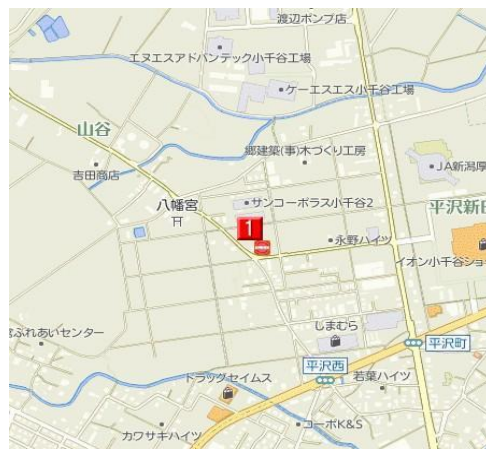 渡辺ポンプ店
エヌエスアドバンテック小千谷工場
ケーエスエス小千谷工場
山谷
郷建築(事)木づくり工房
吉田商店
JA新潟厚
八幡宮
サンコーポラス小千谷2
平沢新田
1
永野ハイツ
イオン小千谷ショ
しまむら
宮ふれあいセンター
平沢町
平沢西
ドラッグセイムス
若葉ハイツ
カワサキハイツ
コーポK&S